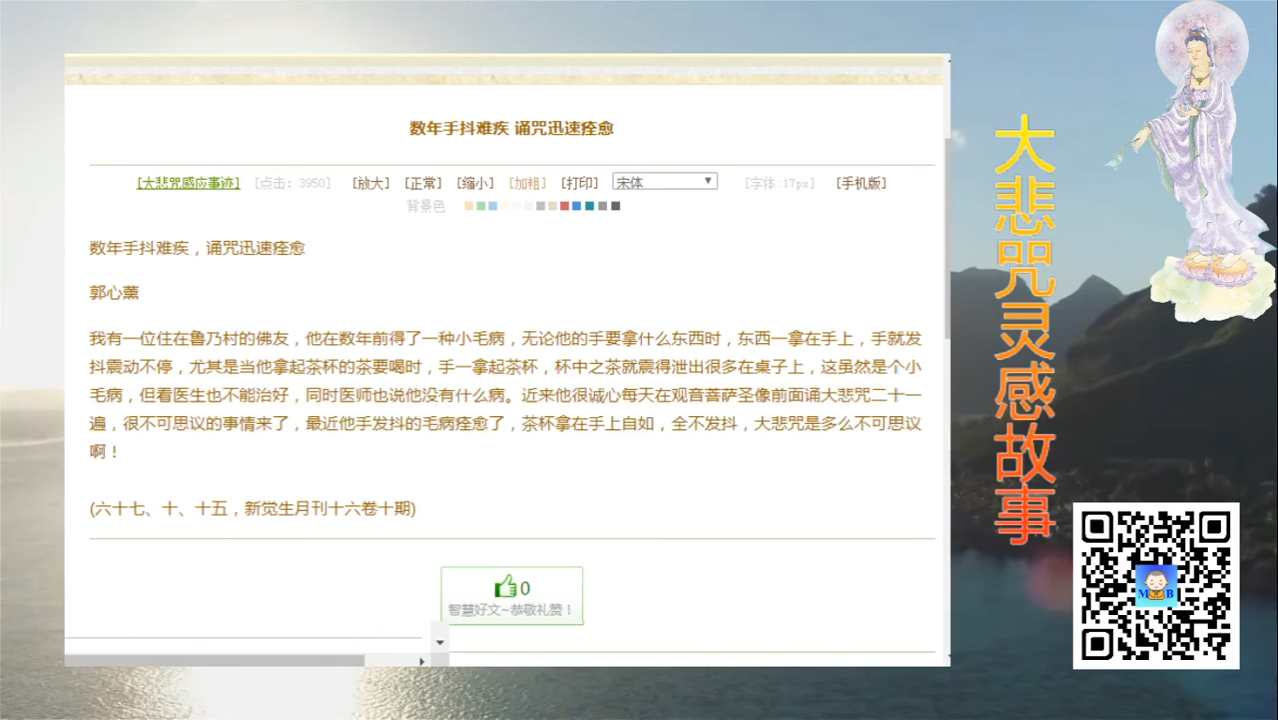 数年手抖难疾 诵咒迅速痊愈
[大悲咒感应事迹] [点击：3950] [放大] [正常] [缩小] [加粗] [打印] 宋体 [字体:17px] [手机版]
背景色
数年手抖难疾，诵咒迅速痊愈
郭心薰
我有一位住在鲁乃村的佛友，他在数年前得了一种小毛病，无论他的手要拿什么东西时，东西一拿在手上，手就发
抖震动不停，尤其是当他拿起茶杯的茶要喝时，手一拿起茶杯，杯中之茶就震得泄出很多在桌子上，这虽然是个小
毛病，但看医生也不能治好，同时医师也说他没有什么病。近来他很诚心每天在观音菩萨圣像前面诵大悲咒二十一
遍，很不可思议的事情来了，最近他手发抖的毛病痊愈了，茶杯拿在手上自如，全不发抖，大悲咒是多么不可思议
啊！
(六十七、十、十五，新觉生月刊十六卷十期)
0
智慧好文~恭敬礼赞！
大悲咒灵感故事
M B